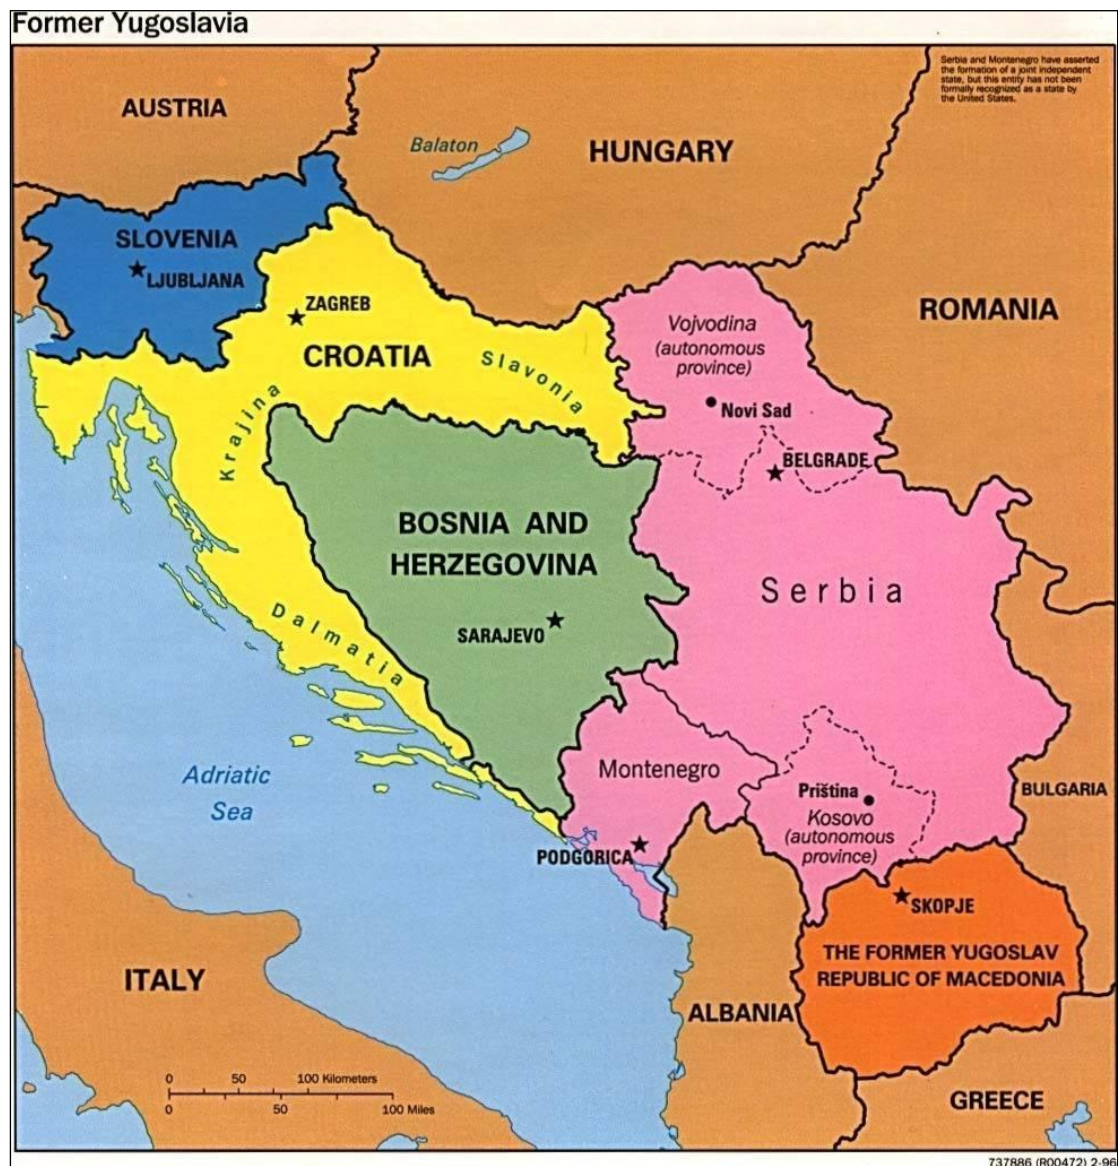 Former Yugoslavia
Serbia and Montenegro have asserted
the formation of a joint independent
state, but this entity has not been
formally recognized as a state by
the United States.
AUSTRIA
Balaton
HUNGARY
SLOVENIA
LJUBLJANA
ROMANIA
ZAGREB
CROATIA
Slavonia
Krajina
Dalmatia
Vojvodina
(autonomous
province)
Novi Sad
BELGRADE
BOSNIA AND
HERZEGOVINA
SARAJEVO
Serbia
Adriatic
Sea
Montenegro
PODGORICA
Priština
Kosovo
(autonomous
province)
BULGARIA
SKOPJE
THE FORMER YUGOSLAV
REPUBLIC OF MACEDONIA
ITALY
ALBANIA
GREECE
0 50 100 Kilometers
0 50 100 Miles
737886 (R00472) 2-96